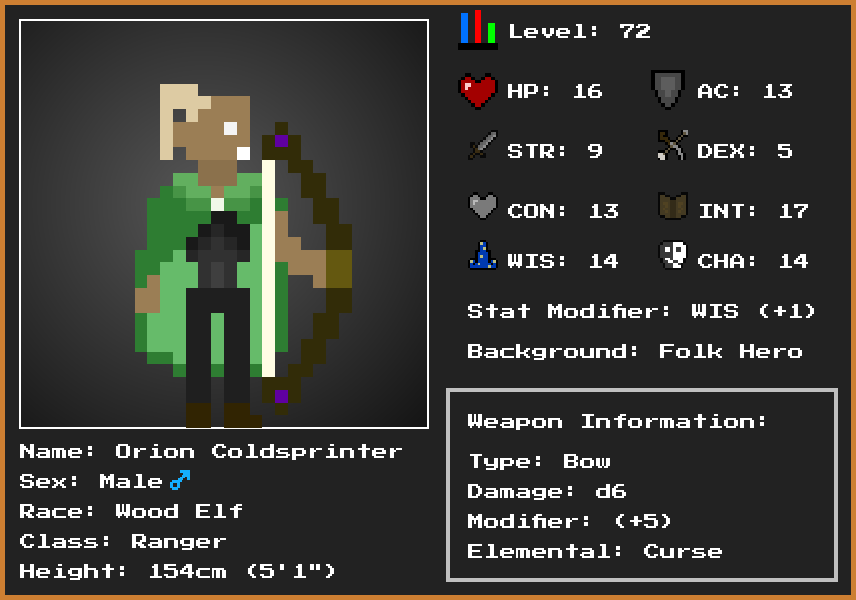 Level: 72
HP: 16
AC: 13
STR: 9
DEX: 5
CON: 13
INT: 17
WIS: 14
CHA: 14
Stat Modifier: WIS (+1)
Background: Folk Hero
Weapon Information:
Type: Bow
Damage: d6
Modifier: (+5)
Elemental: Curse
Name: Orion Coldsprinter
Sex: Male ♂
Race: Wood Elf
Class: Ranger
Height: 154cm (5'1")